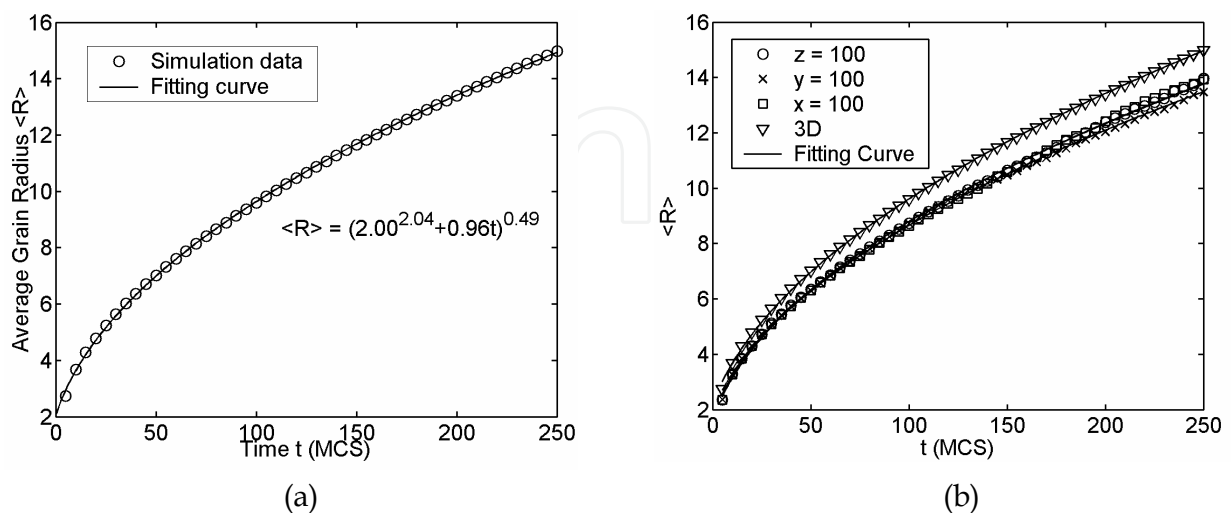 16
14
12
10
8
6
4
2
Average Grain Radius <R>
Simulation data
Fitting curve
<R> = (2.00^2.04+0.96t)^0.49
0 50 100 150 200 250
Time t (MCS)
(a)
16
14
12
10
8
6
4
2
<R>
z = 100
y = 100
x = 100
3D
Fitting Curve
0 50 100 150 200 250
t (MCS)
(b)